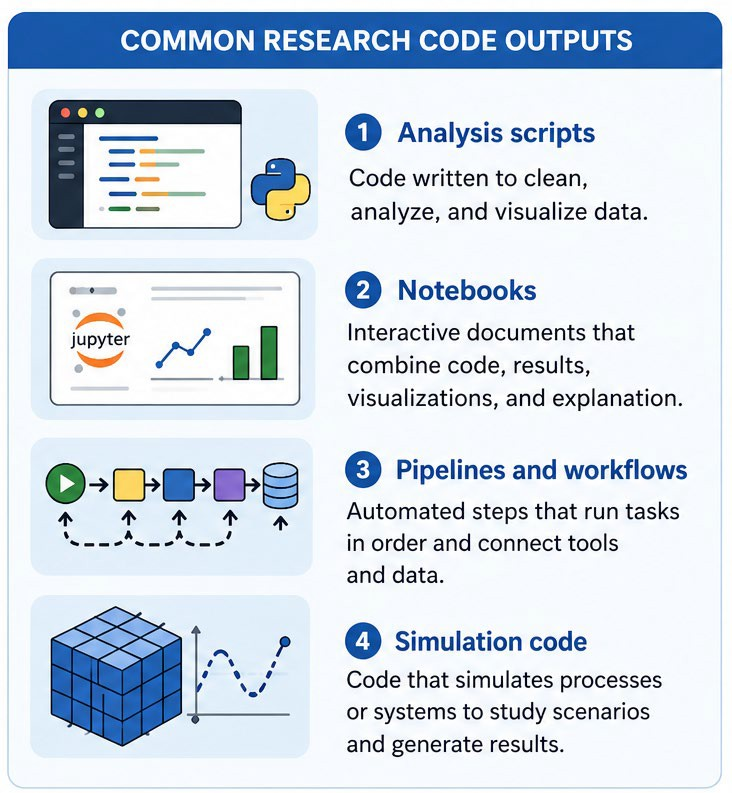 COMMON RESEARCH CODE OUTPUTS
1 Analysis scripts
Code written to clean,
analyze, and visualize data.
jupyter
2 Notebooks
Interactive documents that
combine code, results,
visualizations, and explanation.
3 Pipelines and workflows
Automated steps that run tasks
in order and connect tools
and data.
4 Simulation code
Code that simulates processes
or systems to study scenarios
and generate results.